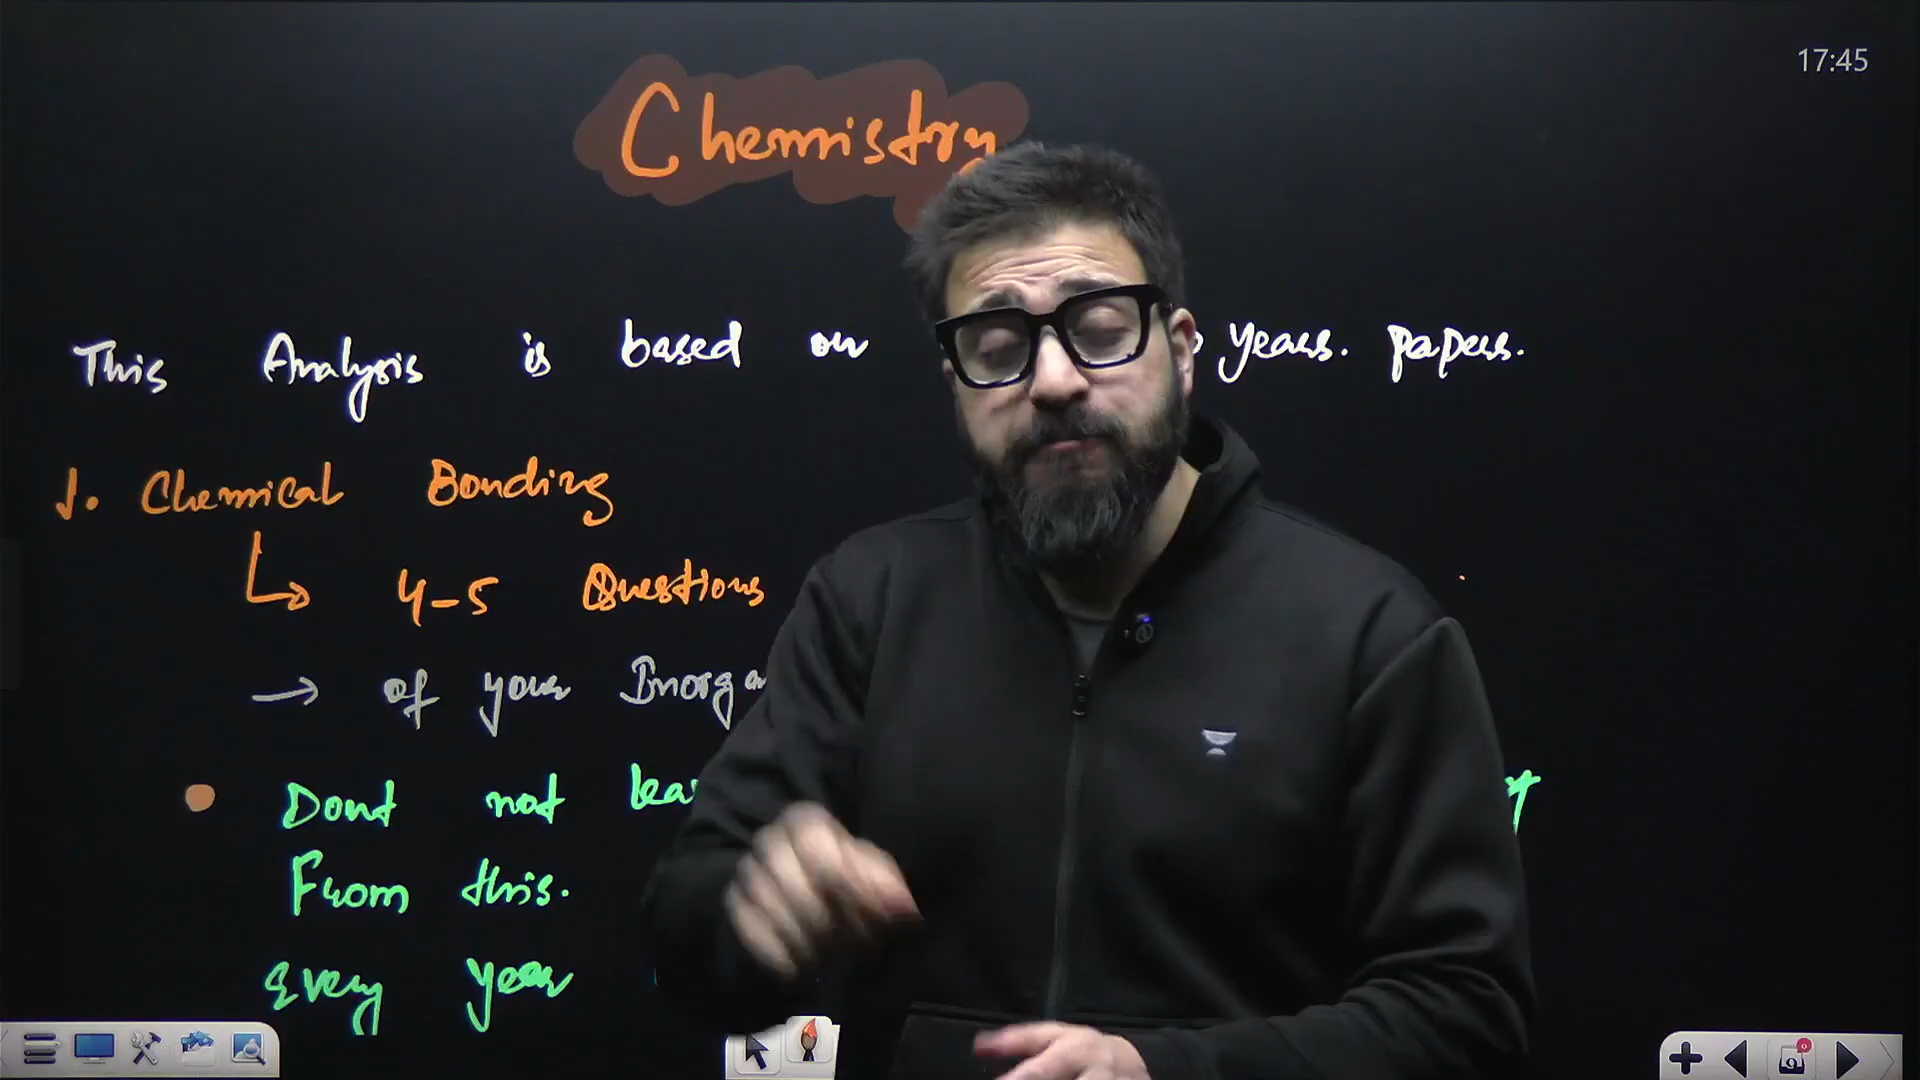 17:45
Chemistry
This Analysis is based on years. papers.
1. Chemical Bonding
4-5 Questions
→ of your
Dont not
From this.
Every year